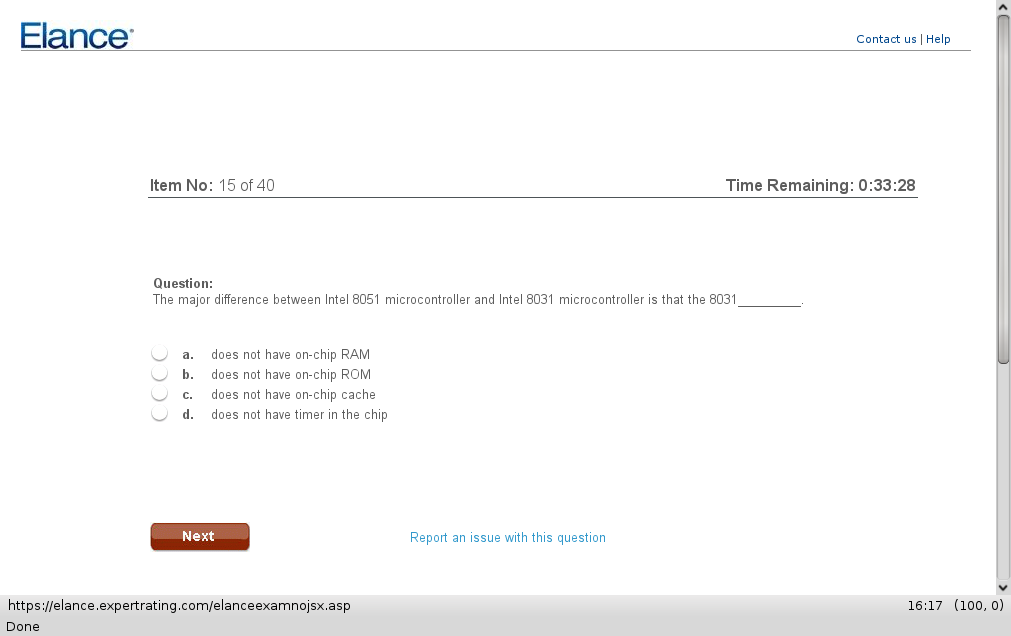 Elance
Contact us | Help
Item No: 15 of 40
Time Remaining: 0:33:28
Question:
The major difference between Intel 8051 microcontroller and Intel 8031 microcontroller is that the 8031__________.
a. does not have on-chip RAM
b. does not have on-chip ROM
c. does not have on-chip cache
d. does not have timer in the chip
Next
Report an issue with this question
https://elance.expertrating.com/elanceexamnojsx.asp
16:17 (100, 0)
Done